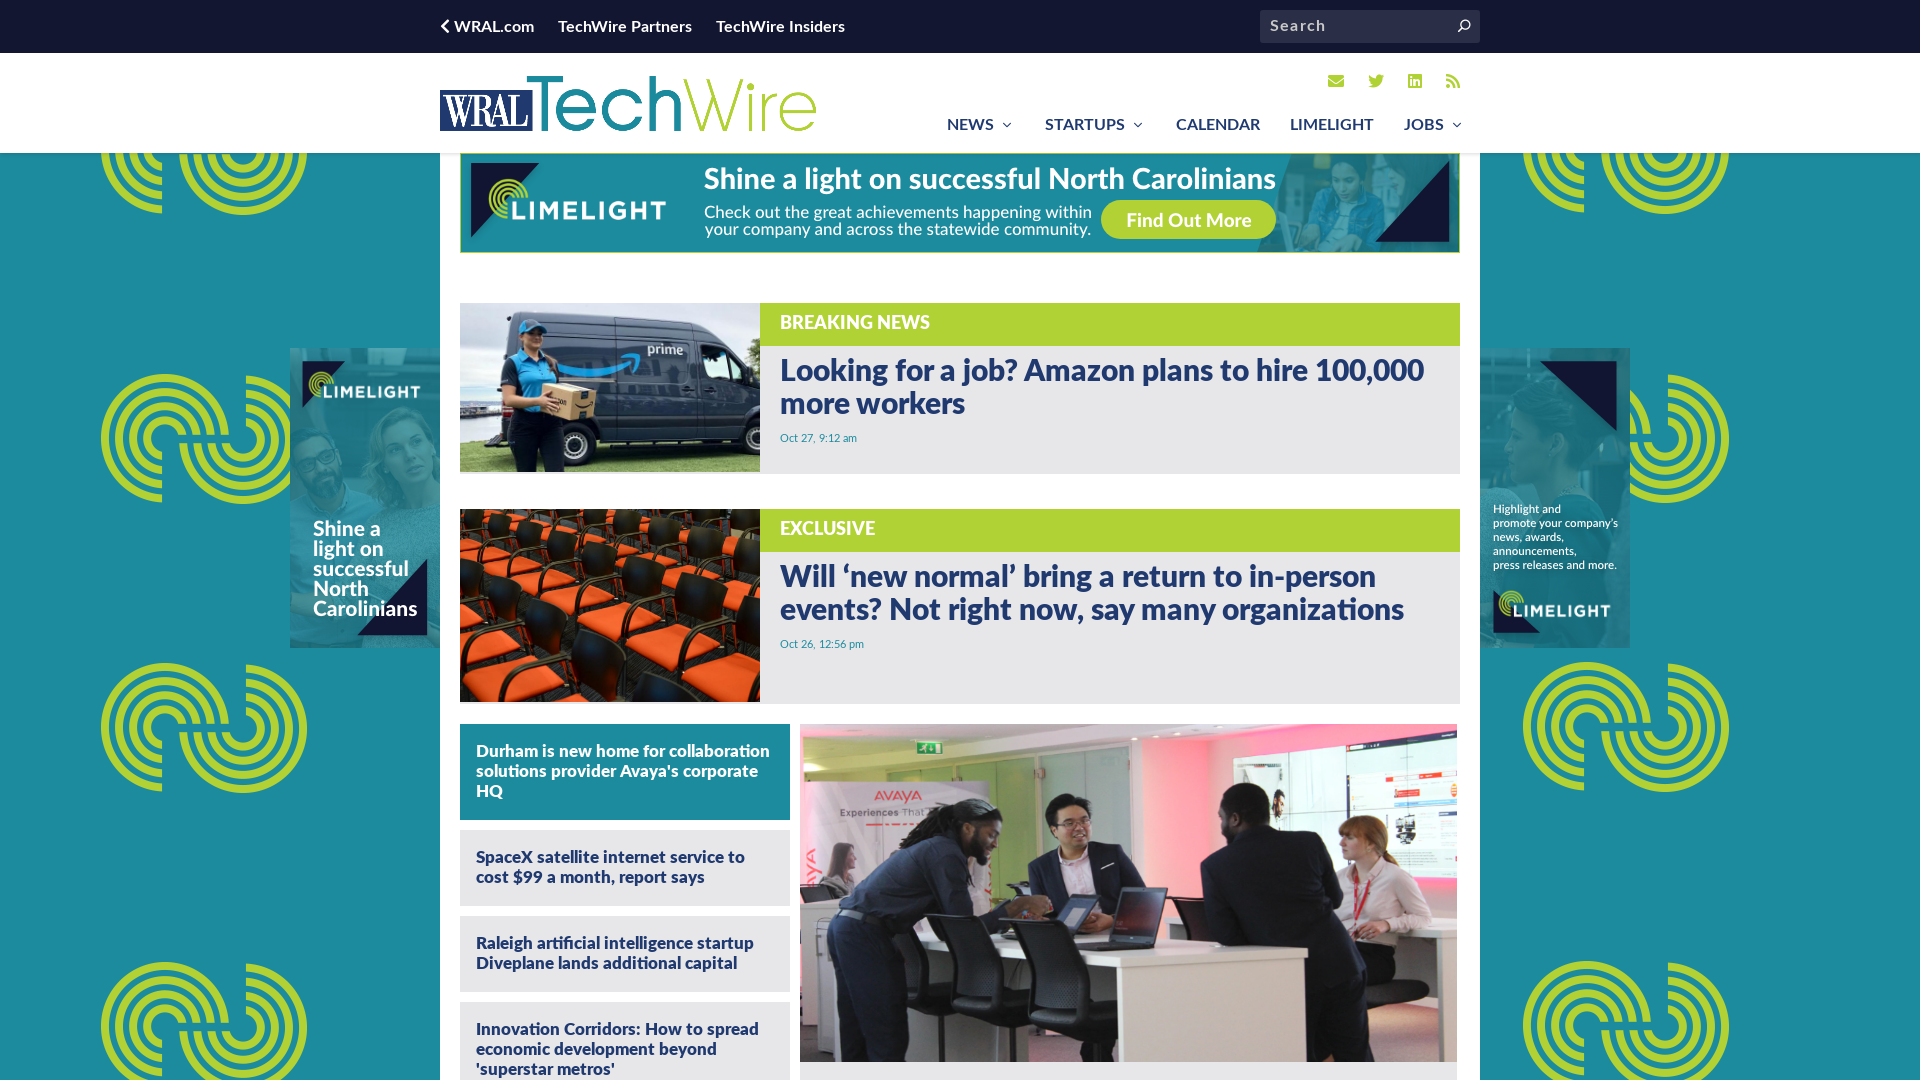 WRAL.com TechWire Partners TechWire Insiders Search
WRAL TechWire
NEWS STARTUPS CALENDAR LIMELIGHT JOBS
LIMELIGHT
Shine a light on successful North Carolinians
Check out the great achievements happening within
your company and across the statewide community.
Find Out More
prime
BREAKING NEWS
Looking for a job? Amazon plans to hire 100,000
more workers
Oct 27, 9:12 am
LIMELIGHT
Shine a
light on
successful
North
Carolinians
Highlight and
promote your company's
news, awards,
announcements,
press releases and more.
LIMELIGHT
EXCLUSIVE
Will ‘new normal’ bring a return to in-person
events? Not right now, say many organizations
Oct 26, 12:56 pm
Durham is new home for collaboration
solutions provider Avaya's corporate
HQ
SpaceX satellite internet service to
cost $99 a month, report says
Raleigh artificial intelligence startup
Diveplane lands additional capital
Innovation Corridors: How to spread
economic development beyond
'superstar metros'
AVAYA
Experiences That